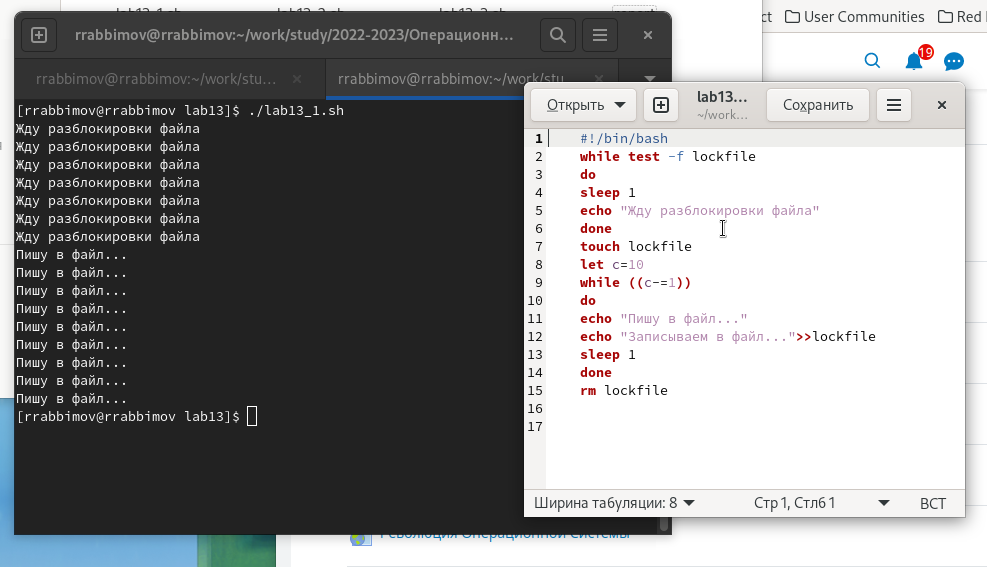 ct User Communities Red
19
rrabbimov@rrabbimov:~/work/study/2022-2023/Операционн...
rrabbimov@rrabbimov:~/work/stu...
rrabbimov@rrabbimov:~/work/stu
[rrabbimov@rrabbimov lab13]$ ./lab13_1.sh
Жду разблокировки файла
Жду разблокировки файла
Жду разблокировки файла
Жду разблокировки файла
Жду разблокировки файла
Жду разблокировки файла
Жду разблокировки файла
Пишу в файл...
Пишу в файл...
Пишу в файл...
Пишу в файл...
Пишу в файл...
Пишу в файл...
Пишу в файл...
Пишу в файл...
Пишу в файл...
[rrabbimov@rrabbimov lab13]$
Открыть
lab13...
~/work...
Сохранить
1 #!/bin/bash
2 while test -f lockfile
3 do
4 sleep 1
5 echo "Жду разблокировки файла"
6 done
7 touch lockfile
8 let c=10
9 while ((c-=1))
10 do
11 echo "Пишу в файл..."
12 echo "Записываем в файл...">>lockfile
13 sleep 1
14 done
15 rm lockfile
16
17
Ширина табуляции: 8 Стр 1, Стлб 1 ВСТ
Революция Операционной Системы